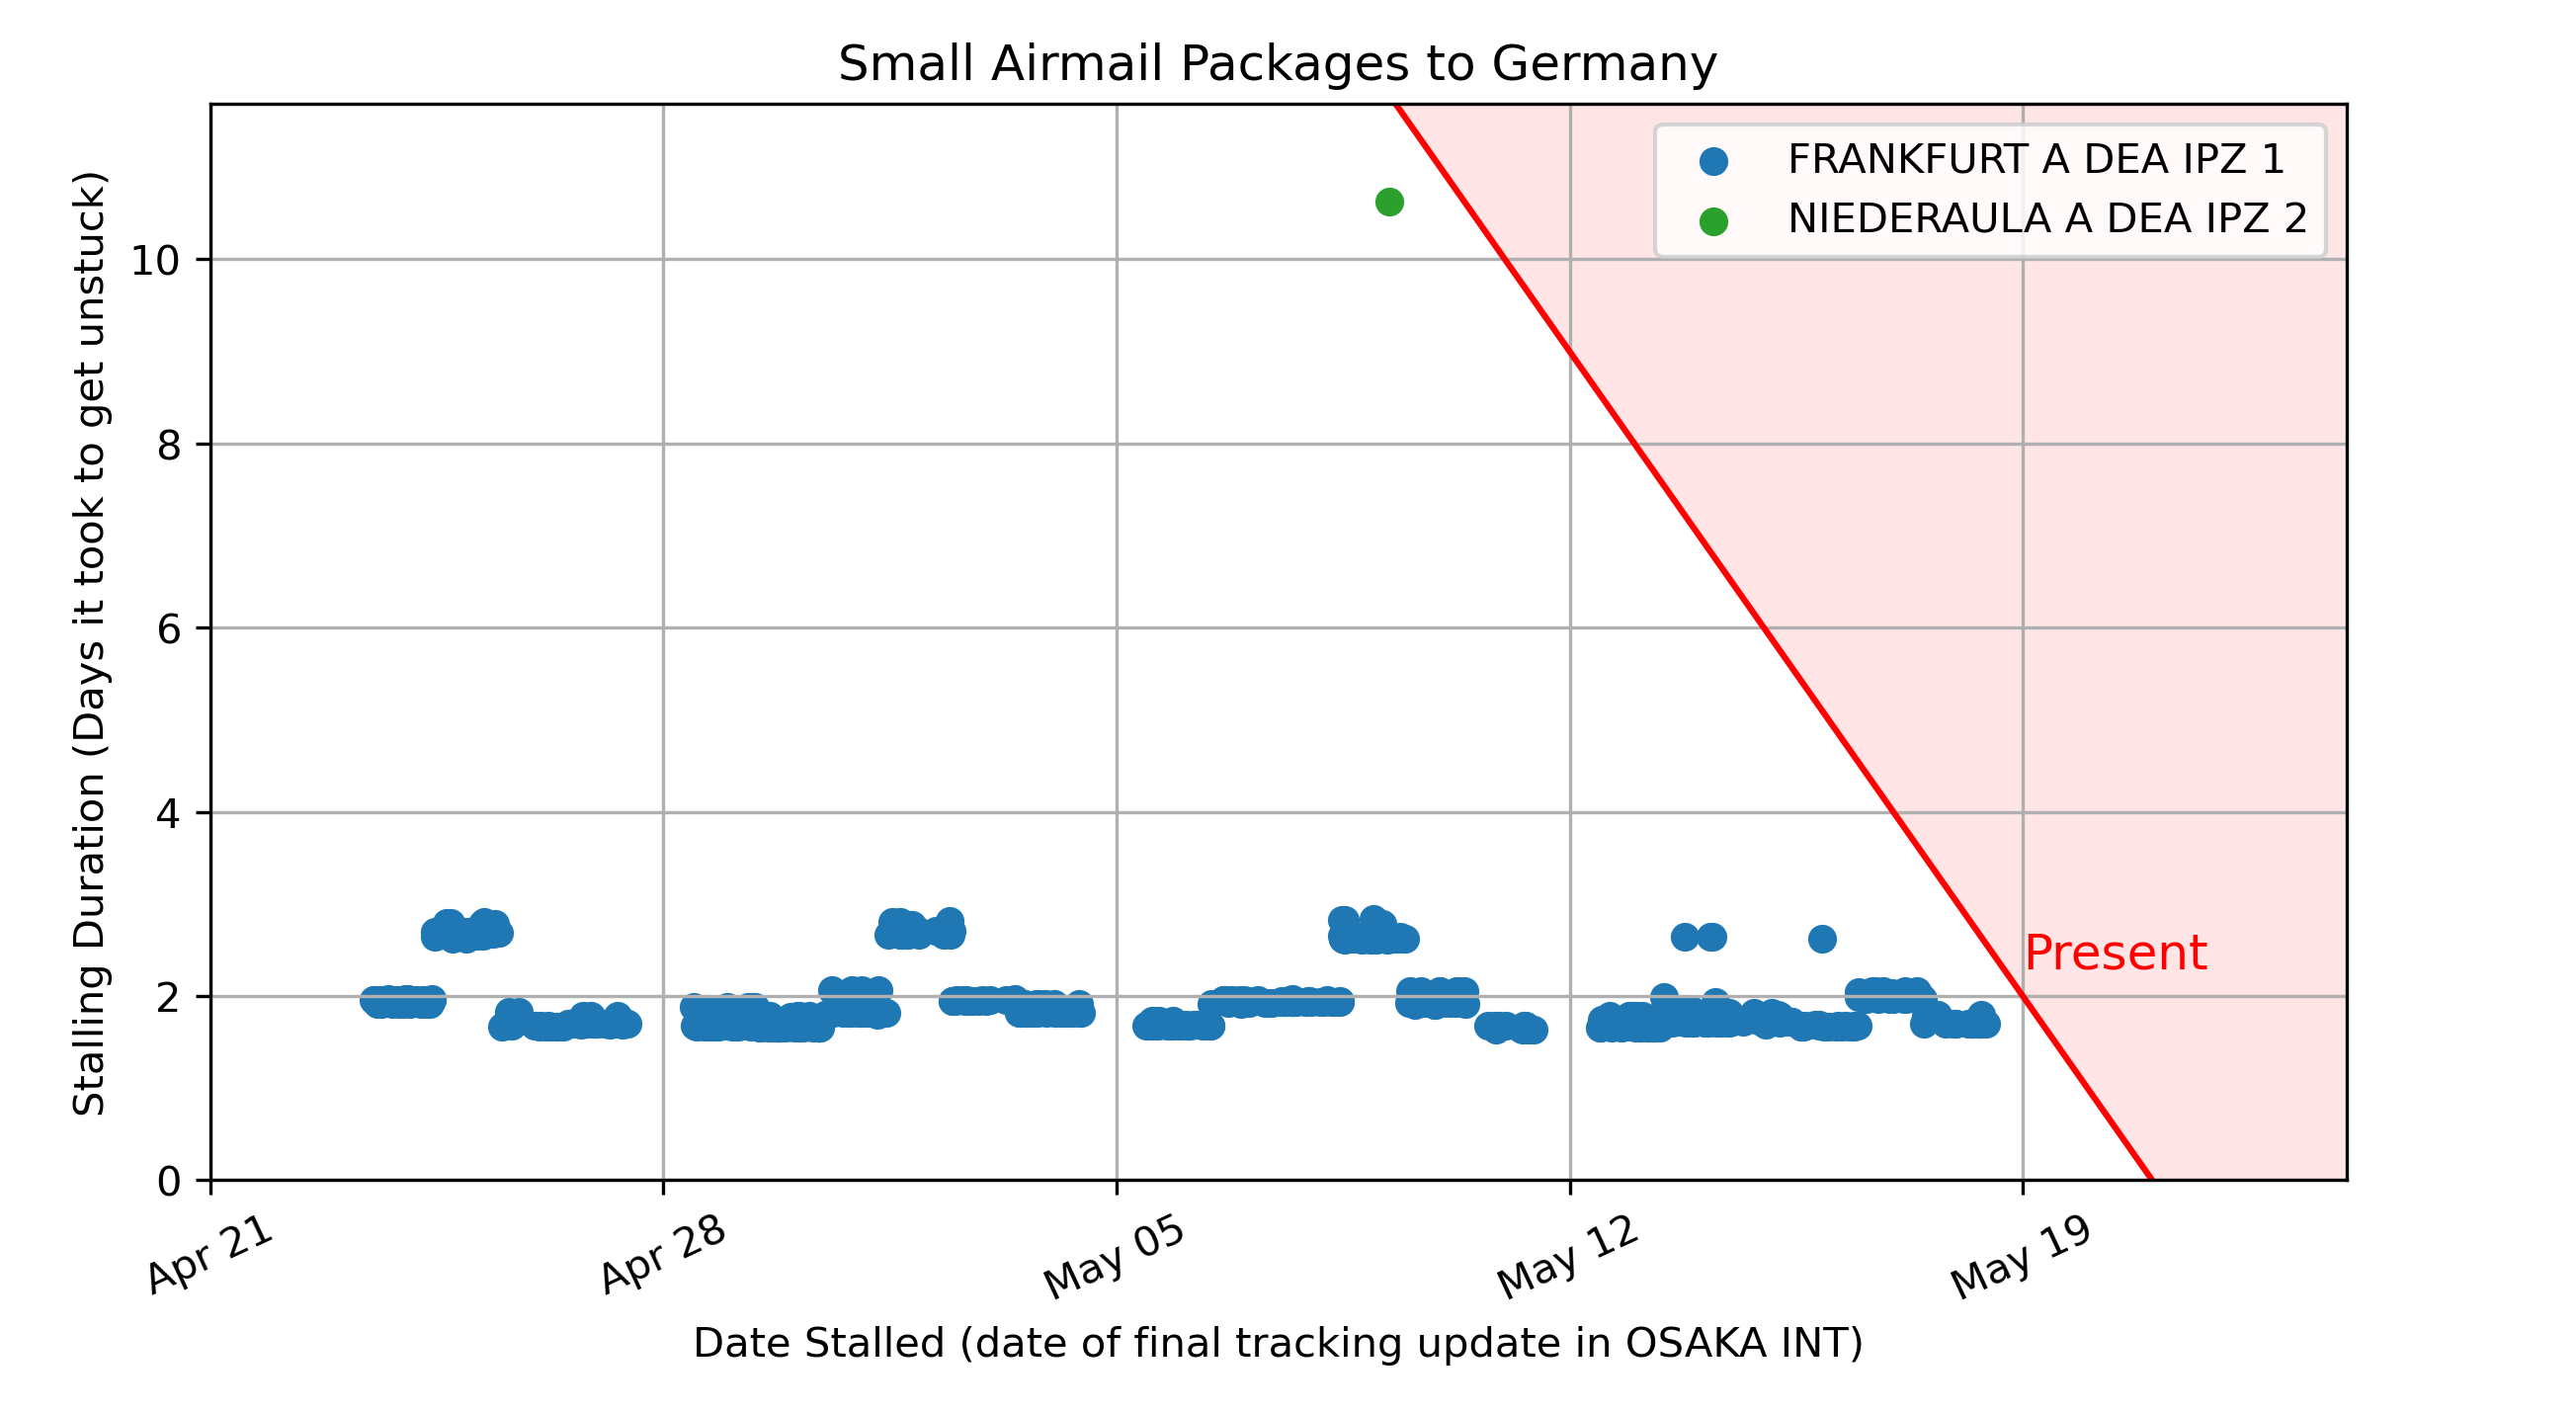 Small Airmail Packages to Germany
Stalling Duration (Days it took to get unstuck)
10
8
6
4
2
0
FRANKFURT A DEA IPZ 1
NIEDERAULA A DEA IPZ 2
Present
Apr 21
Apr 28
May 05
May 12
May 19
Date Stalled (date of final tracking update in OSAKA INT)